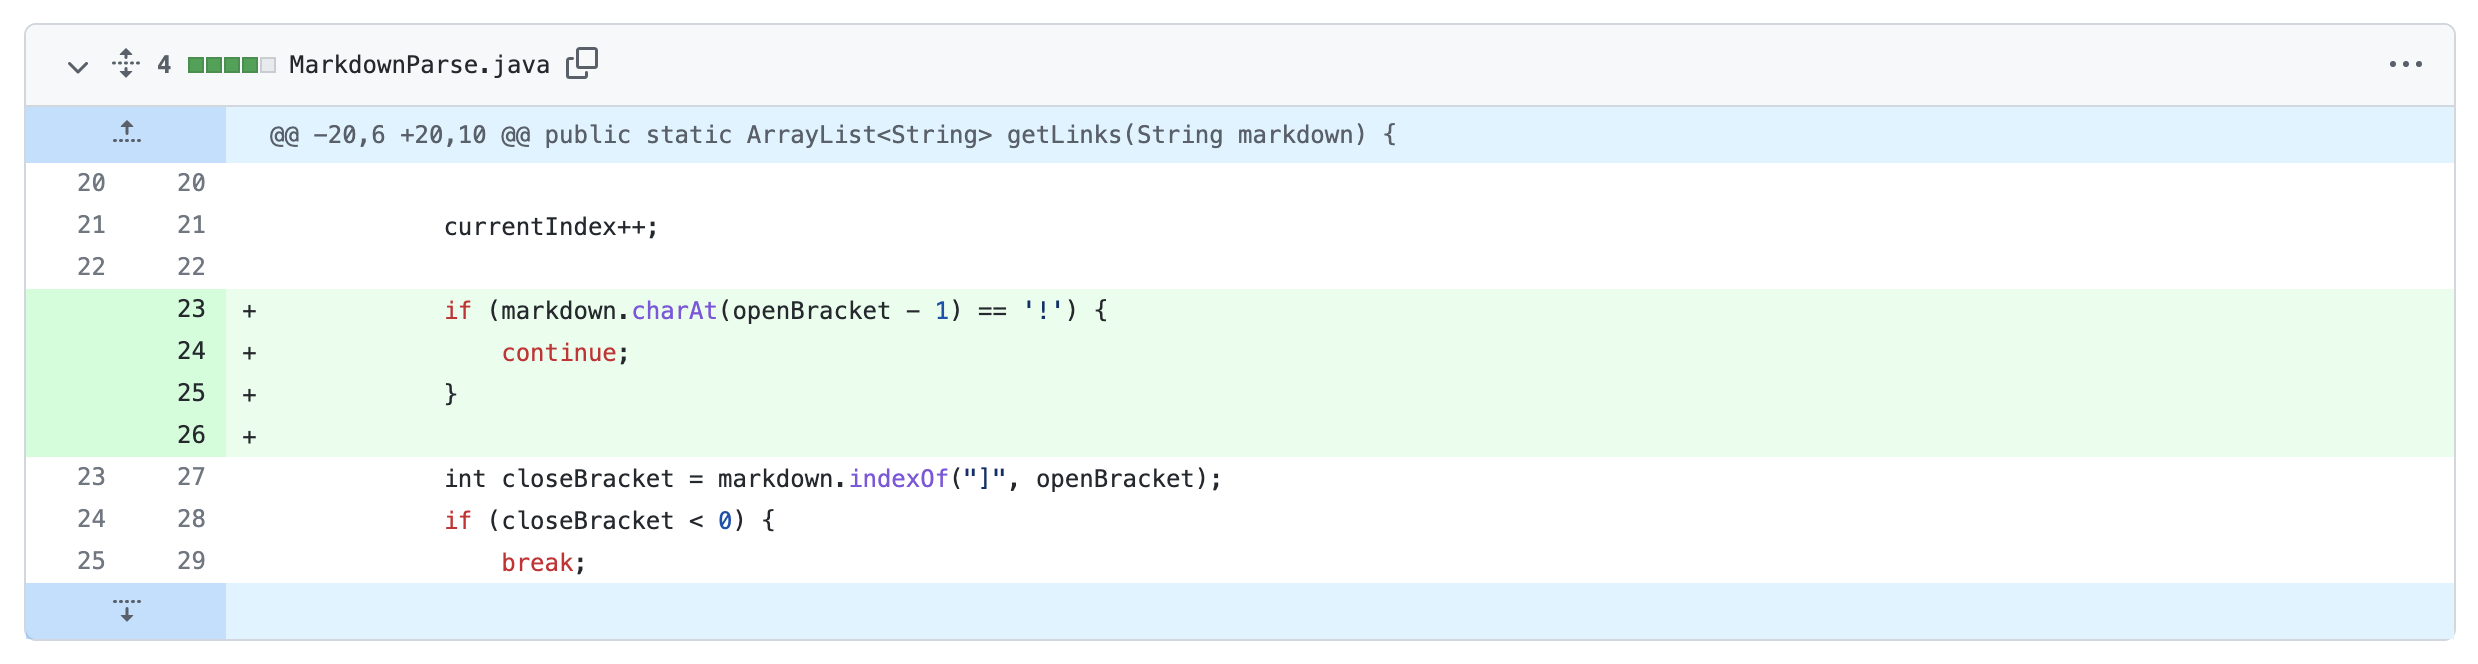 4 MarkdownParse.java
@@ -20,6 +20,10 @@ public static ArrayList<String> getLinks(String markdown) {
20 20
21 21 currentIndex++;
22 22
23 + if (markdown.charAt(openBracket - 1) == '!') {
24 + continue;
25 + }
26 +
23 27 int closeBracket = markdown.indexOf("]", openBracket);
24 28 if (closeBracket < 0) {
25 29 break;